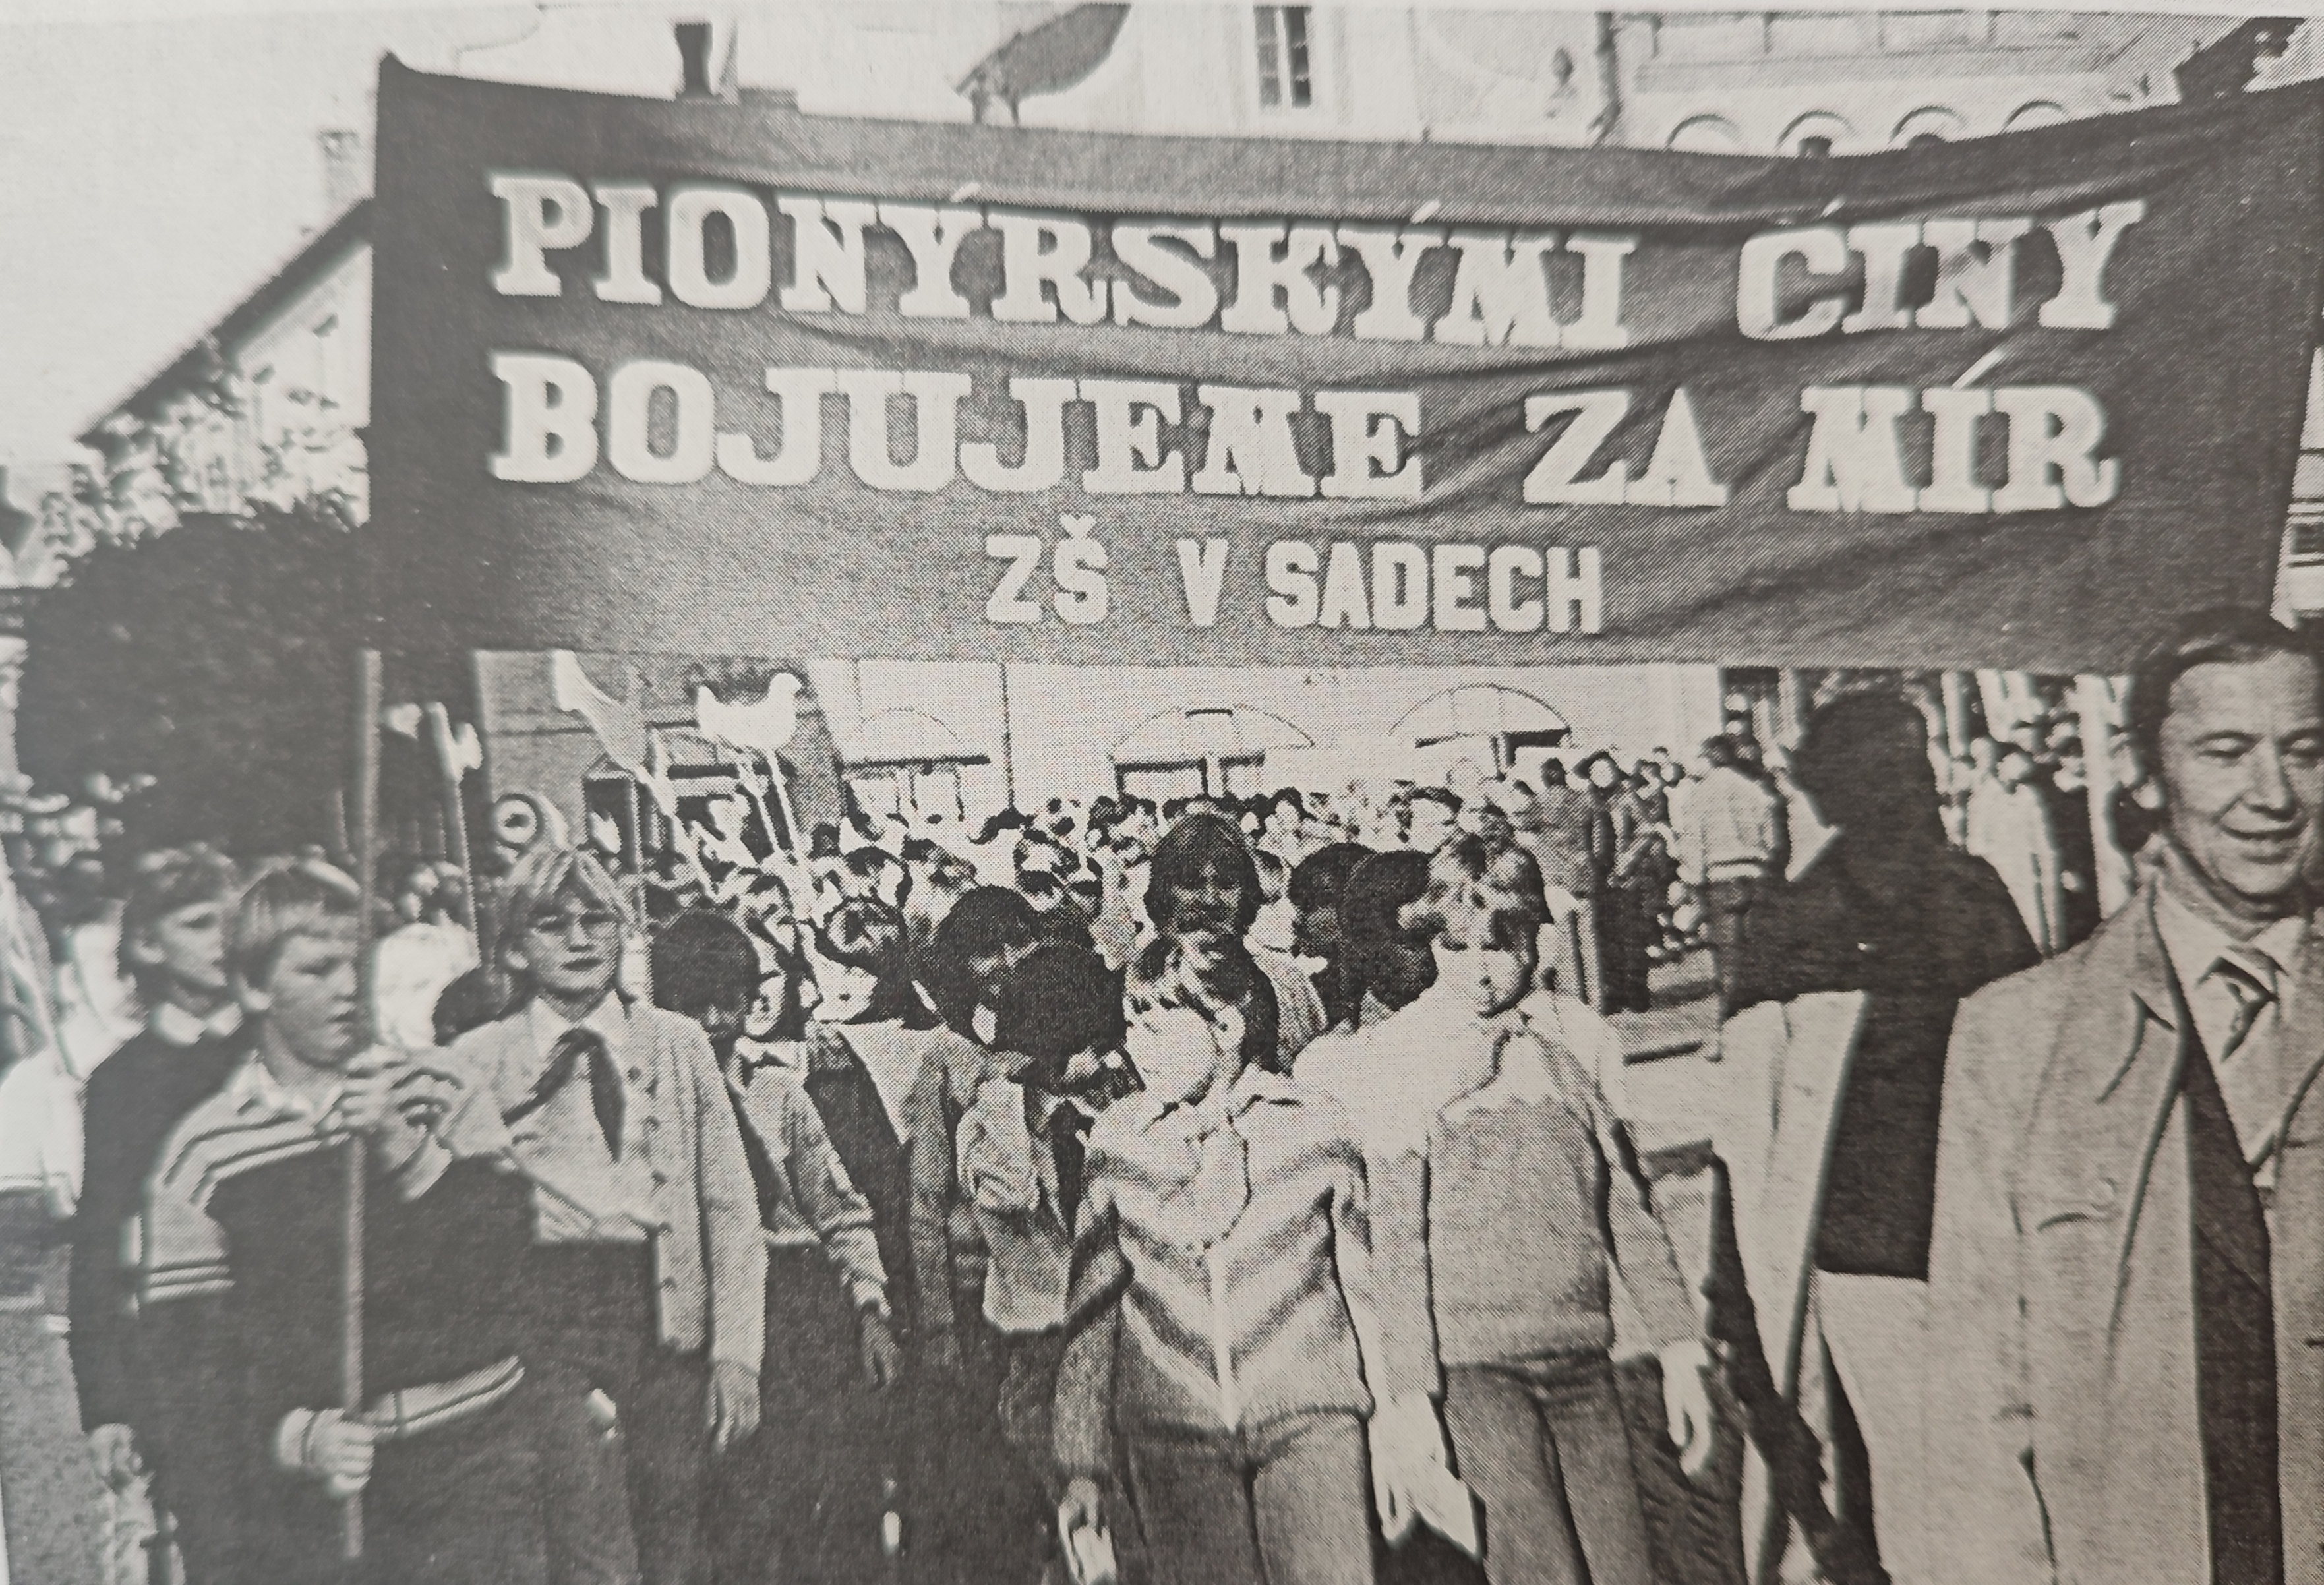 PIONÝRSKÝMI ČINY
BOJUJEME ZA MÍR
ZŠ V SADECH